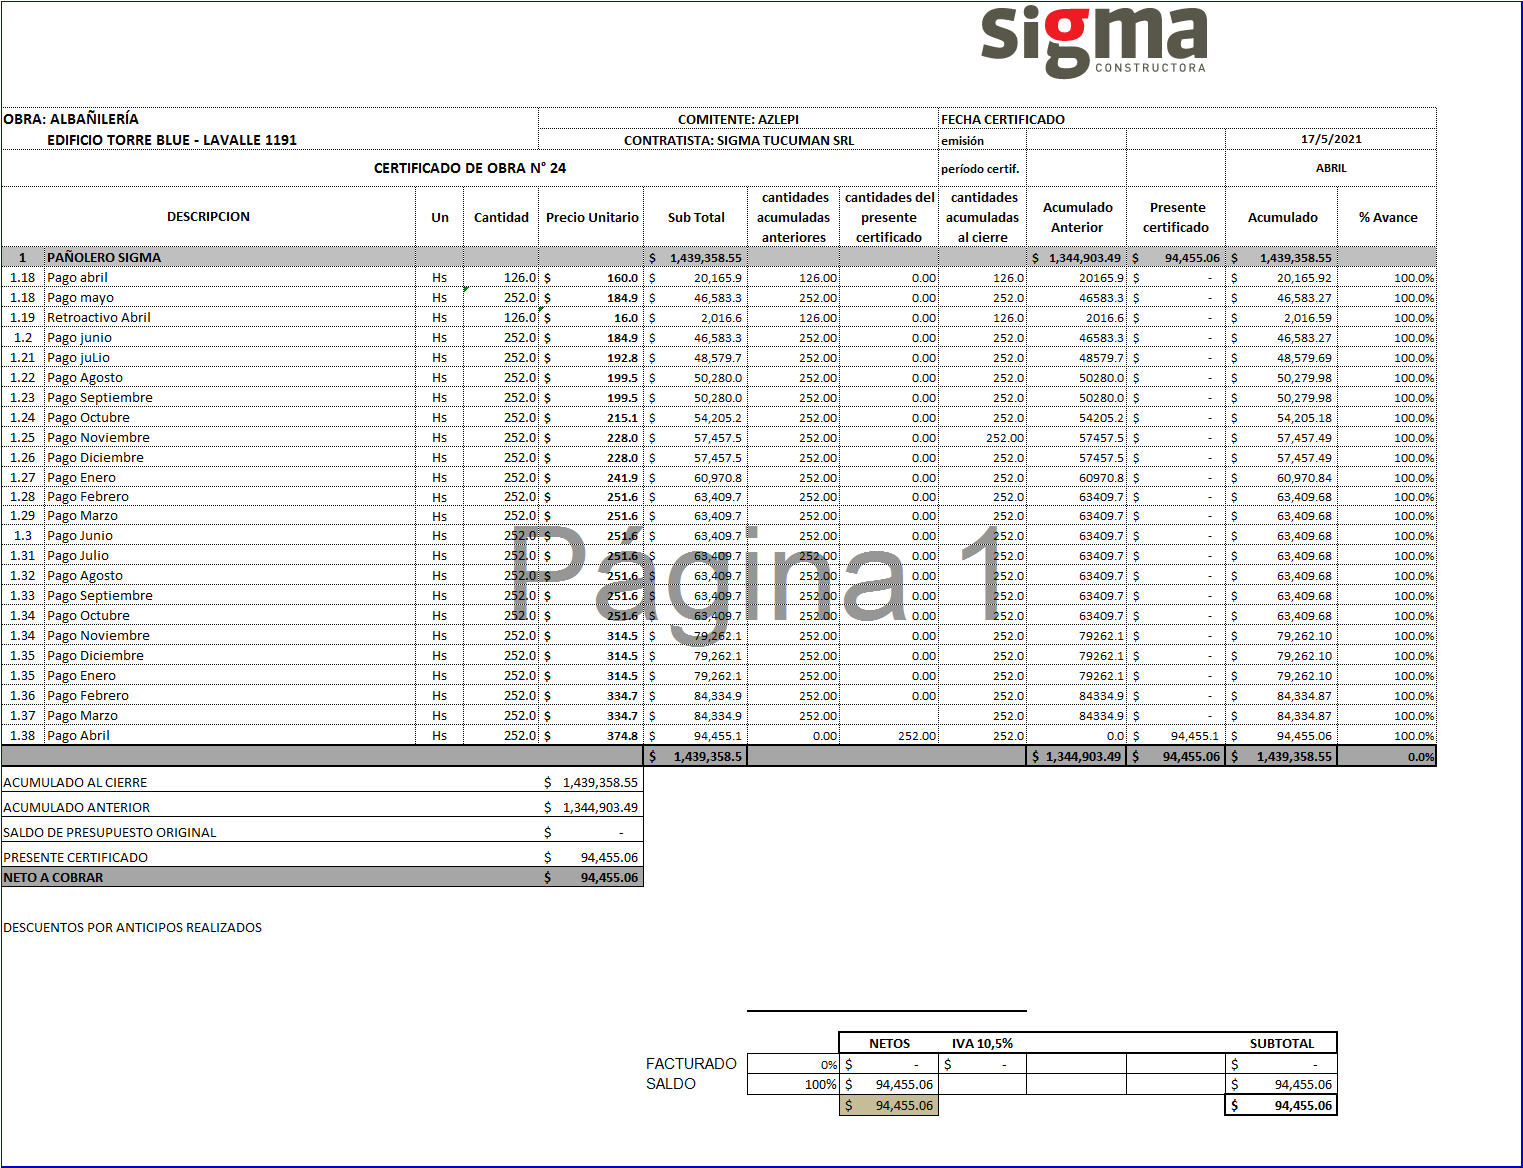 sigma
CONSTRUCTORA
OBRA: ALBAÑILERÍA COMITENTE: AZLEPI FECHA CERTIFICADO
EDIFICIO TORRE BLUE - LAVALLE 1191 CONTRATISTA: SIGMA TUCUMAN SRL emisión 17/5/2021
CERTIFICADO DE OBRA N° 24 período certif. ABRIL
DESCRIPCION Un Cantidad Precio Unitario Sub Total cantidades acumuladas anteriores cantidades del presente certificado cantidades acumuladas al cierre Acumulado Anterior Presente certificado Acumulado % Avance
1 PAÑOLERO SIGMA $ 1,439,358.55 $ 1,344,903.49 $ 94,455.06 $ 1,439,358.55
1.18 Pago abril Hs 126.0 $ 160.0 $ 20,165.9 126.00 0.00 126.0 20165.9 $ - $ 20,165.92 100.0%
1.18 Pago mayo Hs 252.0 $ 184.9 $ 46,583.3 252.00 0.00 252.0 46583.3 $ - $ 46,583.27 100.0%
1.19 Retroactivo Abril Hs 126.0 $ 16.0 $ 2,016.6 126.00 0.00 126.0 2016.6 $ - $ 2,016.59 100.0%
1.2 Pago junio Hs 252.0 $ 184.9 $ 46,583.3 252.00 0.00 252.0 46583.3 $ - $ 46,583.27 100.0%
1.21 Pago juLio Hs 252.0 $ 192.8 $ 48,579.7 252.00 0.00 252.0 48579.7 $ - $ 48,579.69 100.0%
1.22 Pago Agosto Hs 252.0 $ 199.5 $ 50,280.0 252.00 0.00 252.0 50280.0 $ - $ 50,279.98 100.0%
1.23 Pago Septiembre Hs 252.0 $ 199.5 $ 50,280.0 252.00 0.00 252.0 50280.0 $ - $ 50,279.98 100.0%
1.24 Pago Octubre Hs 252.0 $ 215.1 $ 54,205.2 252.00 0.00 252.0 54205.2 $ - $ 54,205.18 100.0%
1.25 Pago Noviembre Hs 252.0 $ 228.0 $ 57,457.5 252.00 0.00 252.00 57457.5 $ - $ 57,457.49 100.0%
1.26 Pago Diciembre Hs 252.0 $ 228.0 $ 57,457.5 252.00 0.00 252.0 57457.5 $ - $ 57,457.49 100.0%
1.27 Pago Enero Hs 252.0 $ 241.9 $ 60,970.8 252.00 0.00 252.0 60970.8 $ - $ 60,970.84 100.0%
1.28 Pago Febrero Hs 252.0 $ 251.6 $ 63,409.7 252.00 0.00 252.0 63409.7 $ - $ 63,409.68 100.0%
1.29 Pago Marzo Hs 252.0 $ 251.6 $ 63,409.7 252.00 0.00 252.0 63409.7 $ - $ 63,409.68 100.0%
1.3 Pago Junio Hs 252.0 $ 251.6 $ 63,409.7 252.00 0.00 252.0 63409.7 $ - $ 63,409.68 100.0%
1.31 Pago Julio Hs 252.0 $ 251.6 $ 63,409.7 252.00 0.00 252.0 63409.7 $ - $ 63,409.68 100.0%
1.32 Pago Agosto Hs 252.0 $ 251.6 $ 63,409.7 252.00 0.00 252.0 63409.7 $ - $ 63,409.68 100.0%
Página 1
1.33 Pago Septiembre Hs 252.0 $ 251.6 $ 63,409.7 252.00 0.00 252.0 63409.7 $ - $ 63,409.68 100.0%
1.34 Pago Octubre Hs 252.0 $ 251.6 $ 63,409.7 252.00 0.00 252.0 63409.7 $ - $ 63,409.68 100.0%
1.34 Pago Noviembre Hs 252.0 $ 314.5 $ 79,262.1 252.00 0.00 252.0 79262.1 $ - $ 79,262.10 100.0%
1.35 Pago Diciembre Hs 252.0 $ 314.5 $ 79,262.1 252.00 0.00 252.0 79262.1 $ - $ 79,262.10 100.0%
1.35 Pago Enero Hs 252.0 $ 314.5 $ 79,262.1 252.00 0.00 252.0 79262.1 $ - $ 79,262.10 100.0%
1.36 Pago Febrero Hs 252.0 $ 334.7 $ 84,334.9 252.00 0.00 252.0 84334.9 $ - $ 84,334.87 100.0%
1.37 Pago Marzo Hs 252.0 $ 334.7 $ 84,334.9 252.00 252.0 84334.9 $ - $ 84,334.87 100.0%
1.38 Pago Abril Hs 252.0 $ 374.8 $ 94,455.1 0.00 252.00 252.0 0.0 $ 94,455.1 $ 94,455.06 100.0%
$ 1,439,358.5 $ 1,344,903.49 $ 94,455.06 $ 1,439,358.55 0.0%
ACUMULADO AL CIERRE $ 1,439,358.55
ACUMULADO ANTERIOR $ 1,344,903.49
SALDO DE PRESUPUESTO ORIGINAL $ -
PRESENTE CERTIFICADO $ 94,455.06
NETO A COBRAR $ 94,455.06
DESCUENTOS POR ANTICIPOS REALIZADOS
NETOS IVA 10,5% SUBTOTAL
FACTURADO 0% $ - $ - $ -
SALDO 100% $ 94,455.06 $ 94,455.06
$ 94,455.06 $ 94,455.06